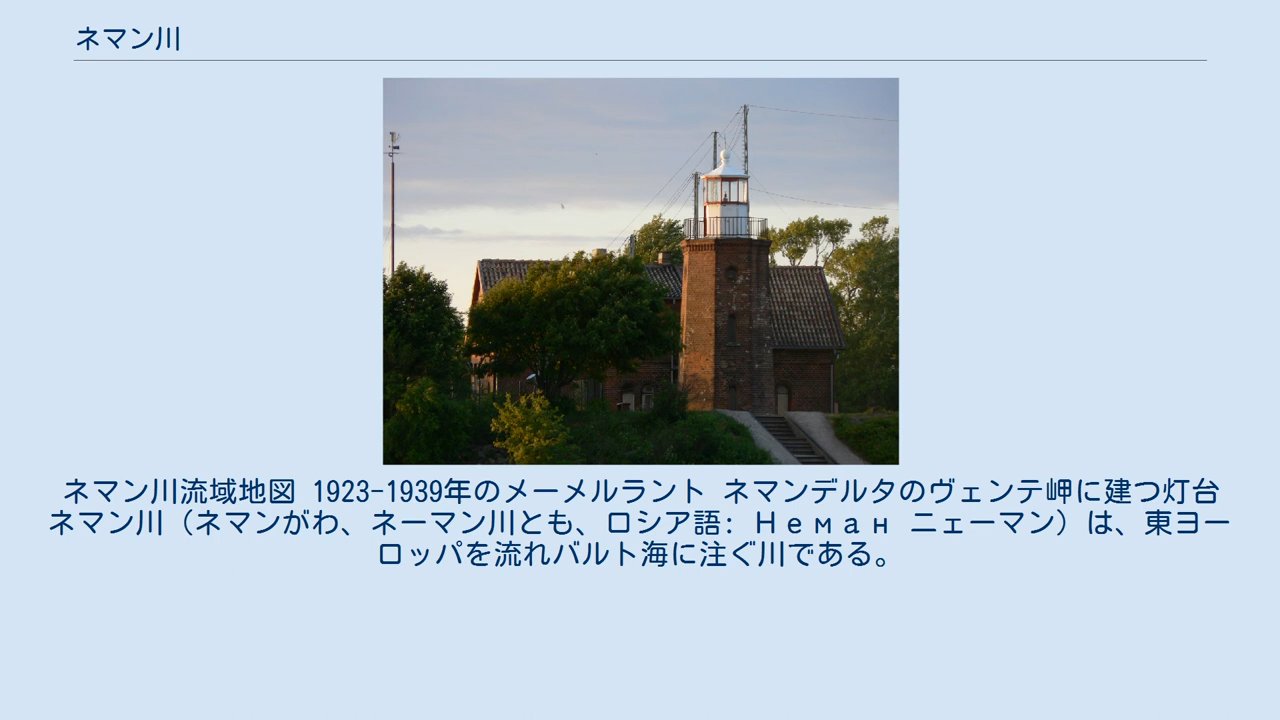 ネマン川
ネマン川流域地図 1923-1939年のメーメルラント ネマンデルタのヴェンテ岬に建つ灯台
ネマン川（ネマンがわ、ネーマン川とも、ロシア語: Неман ニェーマン）は、東ヨー
ロッパを流れバルト海に注ぐ川である。